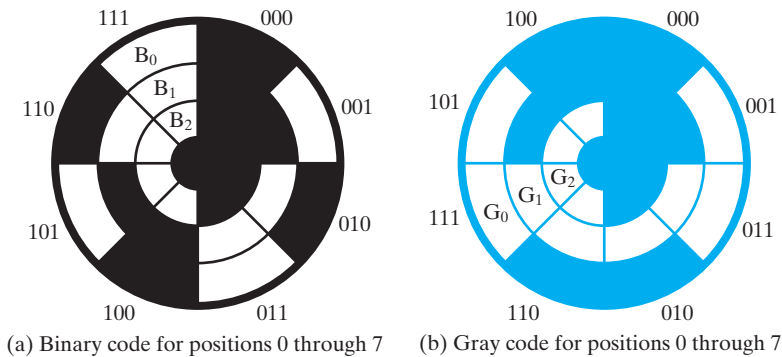 111
000
110
001
101
010
100
011
B0
B1
B2
(a) Binary code for positions 0 through 7
100
000
101
001
111
011
110
010
G2
G1
G0
(b) Gray code for positions 0 through 7